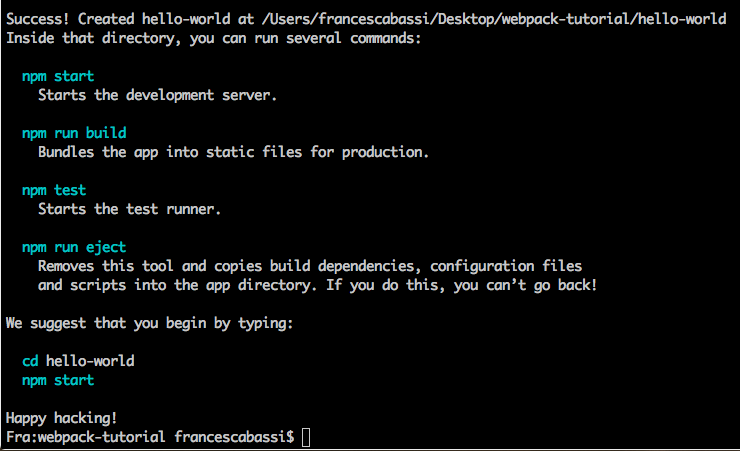 Success! Created hello-world at /Users/francescabassi/Desktop/webpack-tutorial/hello-world
Inside that directory, you can run several commands:
npm start
Starts the development server.
npm run build
Bundles the app into static files for production.
npm test
Starts the test runner.
npm run eject
Removes this tool and copies build dependencies, configuration files
and scripts into the app directory. If you do this, you can’t go back!
We suggest that you begin by typing:
cd hello-world
npm start
Happy hacking!
Fra:webpack-tutorial francescabassi$